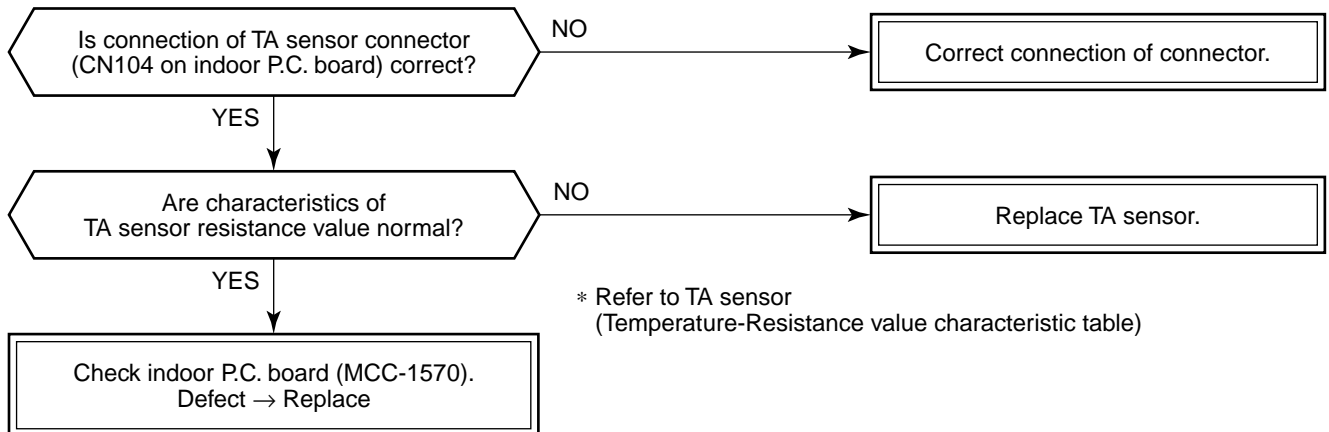 Is connection of TA sensor connector
(CN104 on indoor P.C. board) correct?
NO
Correct connection of connector.
YES
Are characteristics of
TA sensor resistance value normal?
NO
Replace TA sensor.
YES
* Refer to TA sensor
(Temperature-Resistance value characteristic table)
Check indoor P.C. board (MCC-1570).
Defect → Replace